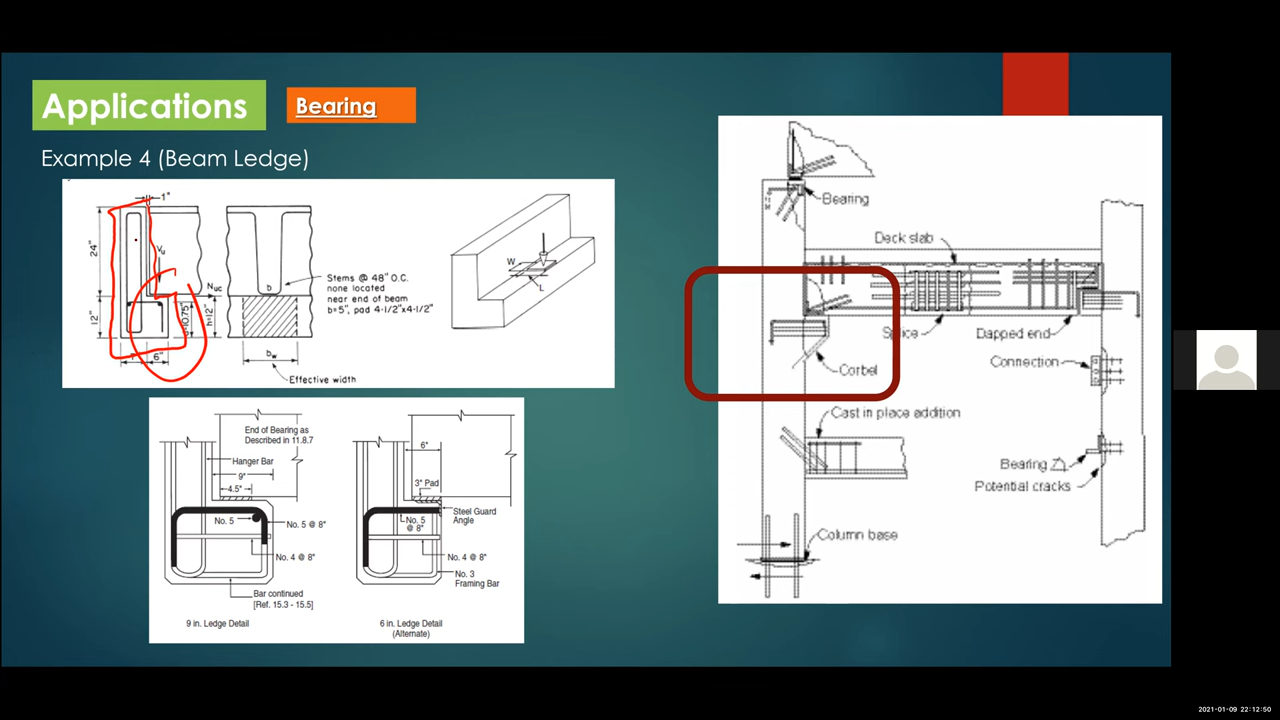 Applications
Bearing
Example 4 (Beam Ledge)
1"
24"
Vu
Nuc
12"
h=12"
6"
b
bw
Effective width
Stems @ 48" O.C.
none located
near end of beam
b=5", pad 4-1/2"x4-1/2"
W
L
End of Bearing as
Described in 11.8.7
Hanger Bar
9"
4.5"
No. 5
No. 5 @ 8"
No. 4 @ 8"
Bar continued
[Ref. 15.3 - 15.5]
9 in. Ledge Detail
6"
3" Pad
Steel Guard
Angle
No. 5
@ 8"
No. 4 @ 8"
No. 3
Framing Bar
6 in. Ledge Detail
(Alternate)
Bearing
Deck slab
Splice
Dapped end
Corbel
Connection
Cast in place addition
Bearing
Potential cracks
Column base
2021-01-09 22:12:50